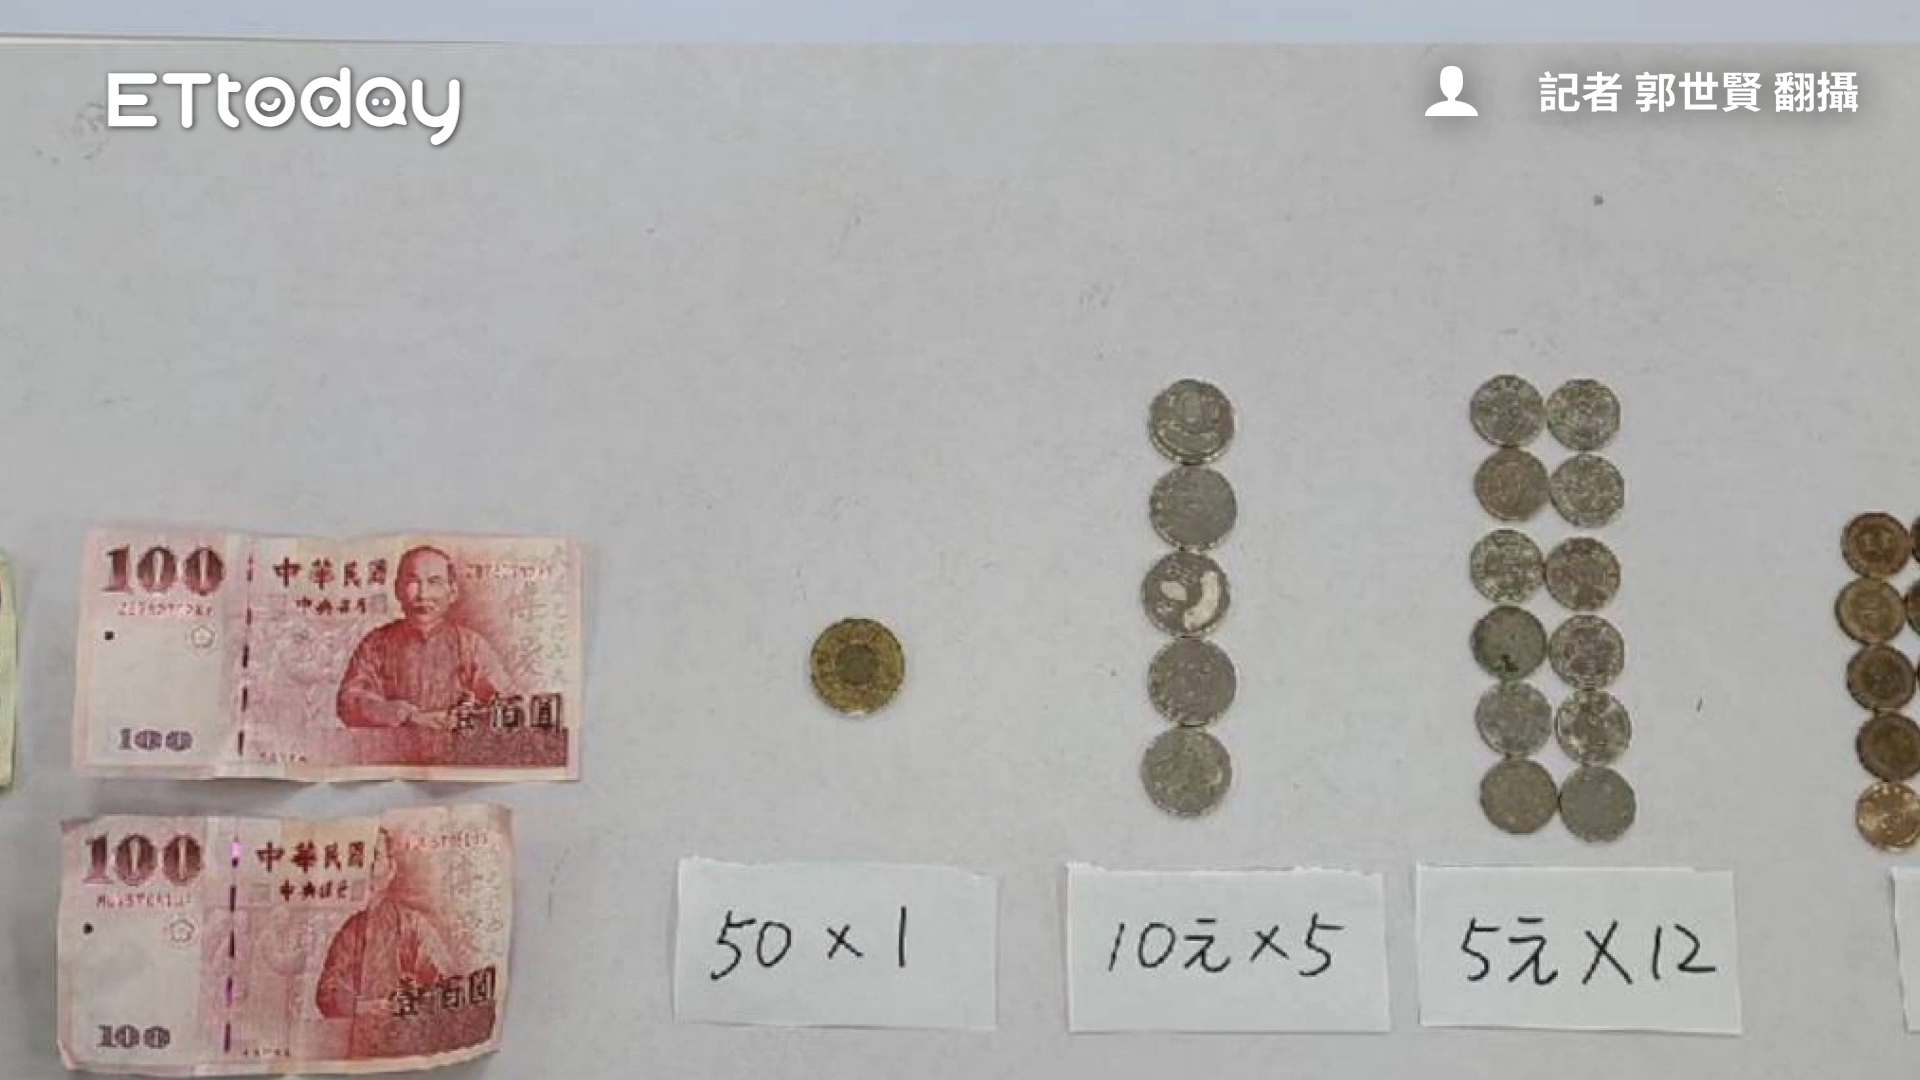 ETtoday
記者 郭世賢 翻攝
100
中華民國
中央銀行
壹佰圓
100
100
中華民國
中央銀行
壹佰圓
100
50 × 1
10元 × 5
5元 × 12